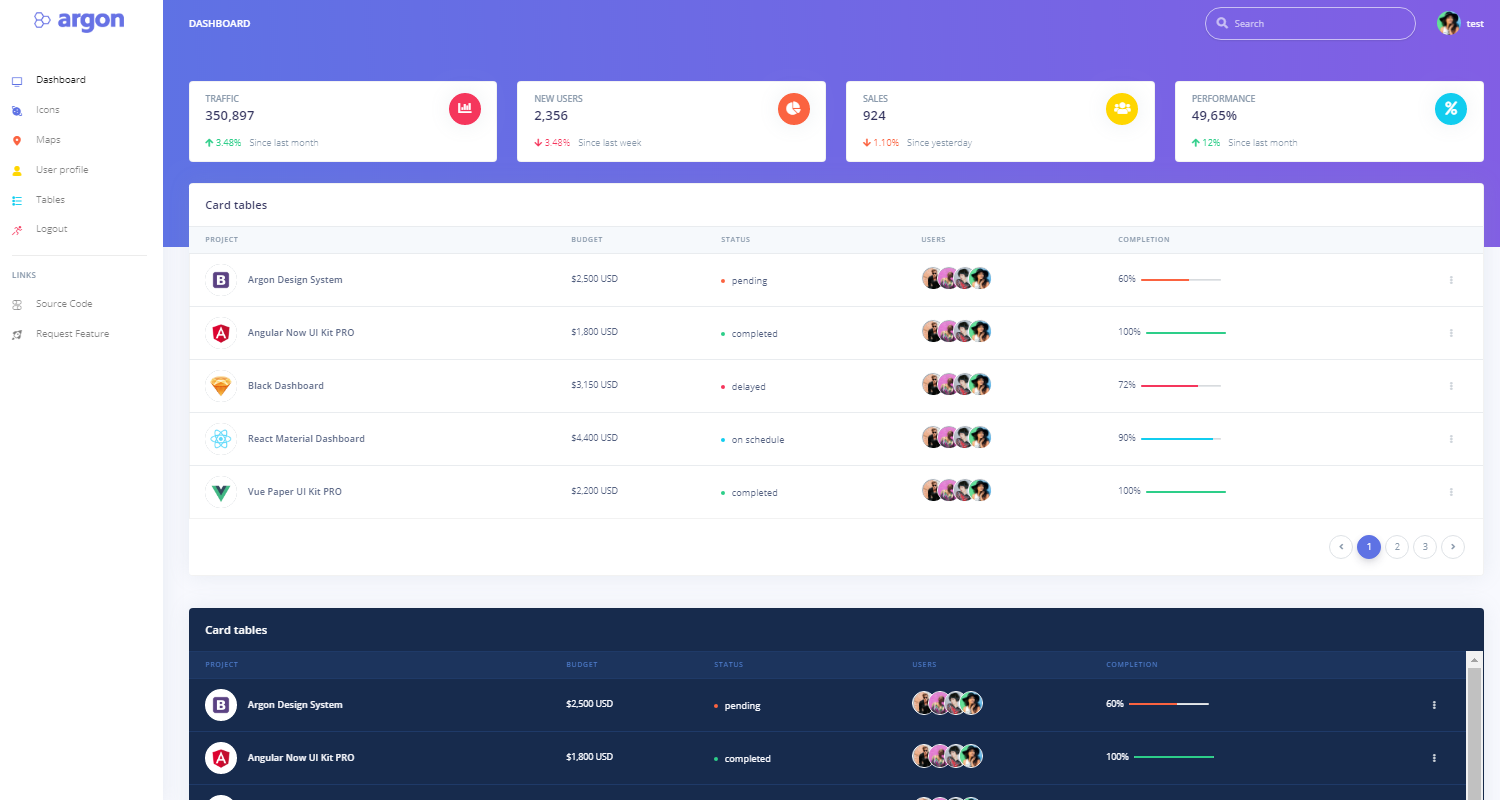 argon
DASHBOARD
Search
test
Dashboard
Icons
Maps
User profile
Tables
Logout
LINKS
Source Code
Request Feature
TRAFFIC
350,897
3.48% Since last month
NEW USERS
2,356
3.48% Since last week
SALES
924
1.10% Since yesterday
PERFORMANCE
49,65%
12% Since last month
Card tables
PROJECT BUDGET STATUS USERS COMPLETION
Argon Design System $2,500 USD pending 60%
Angular Now UI Kit PRO $1,800 USD completed 100%
Black Dashboard $3,150 USD delayed 72%
React Material Dashboard $4,400 USD on schedule 90%
Vue Paper UI Kit PRO $2,200 USD completed 100%
1 2 3
Card tables
PROJECT BUDGET STATUS USERS COMPLETION
Argon Design System $2,500 USD pending 60%
Angular Now UI Kit PRO $1,800 USD completed 100%